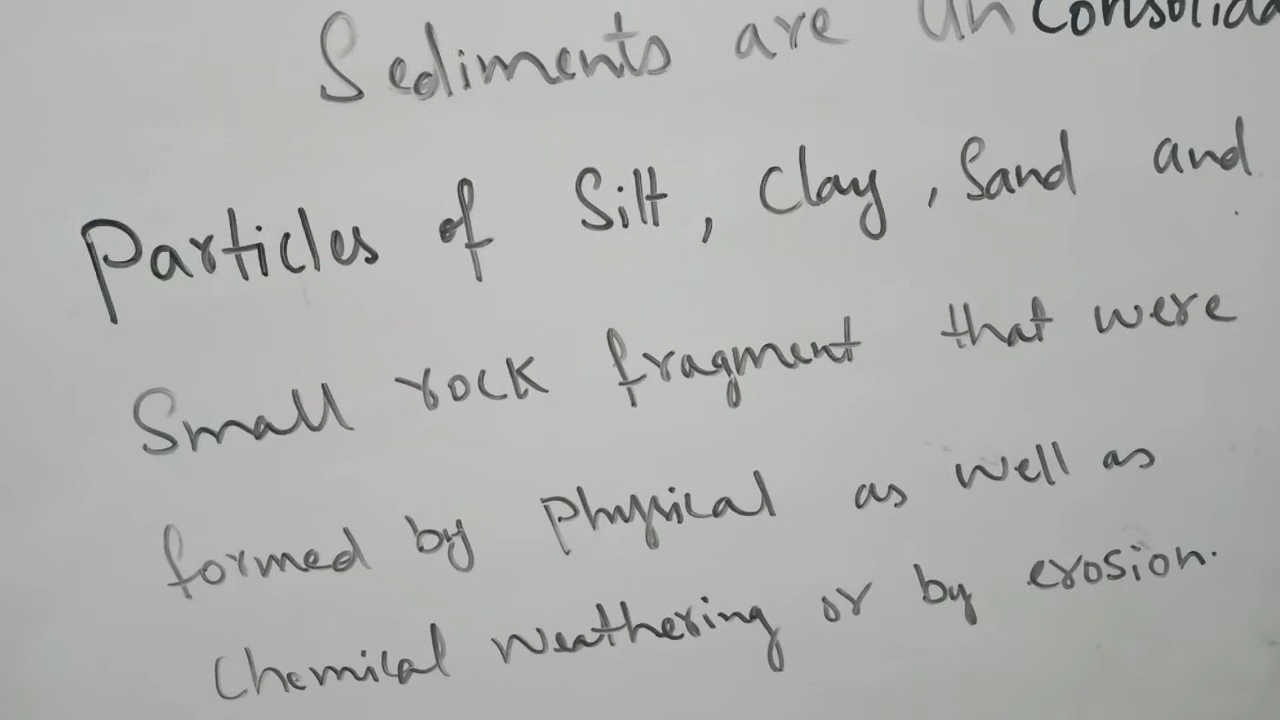 Sediments are unconsolida
Particles of Silt, Clay, Sand and
Small rock fragment that were
formed by physical as well as
Chemical weathering or by erosion.